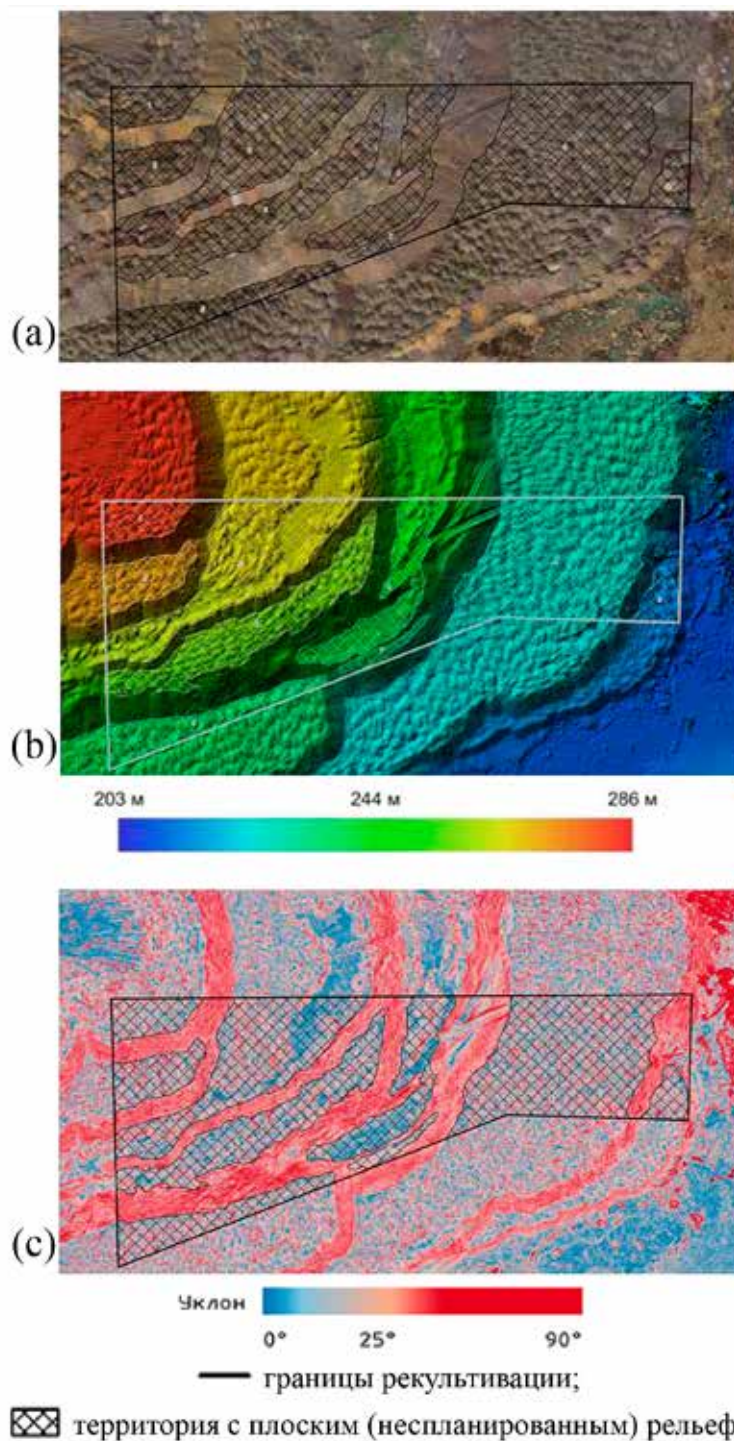 (a)
(b)
203 м 244 м 286 м
(c)
Уклон
0° 25° 90°
границы рекультивации;
территория с плоским (неспланированным) рельеф